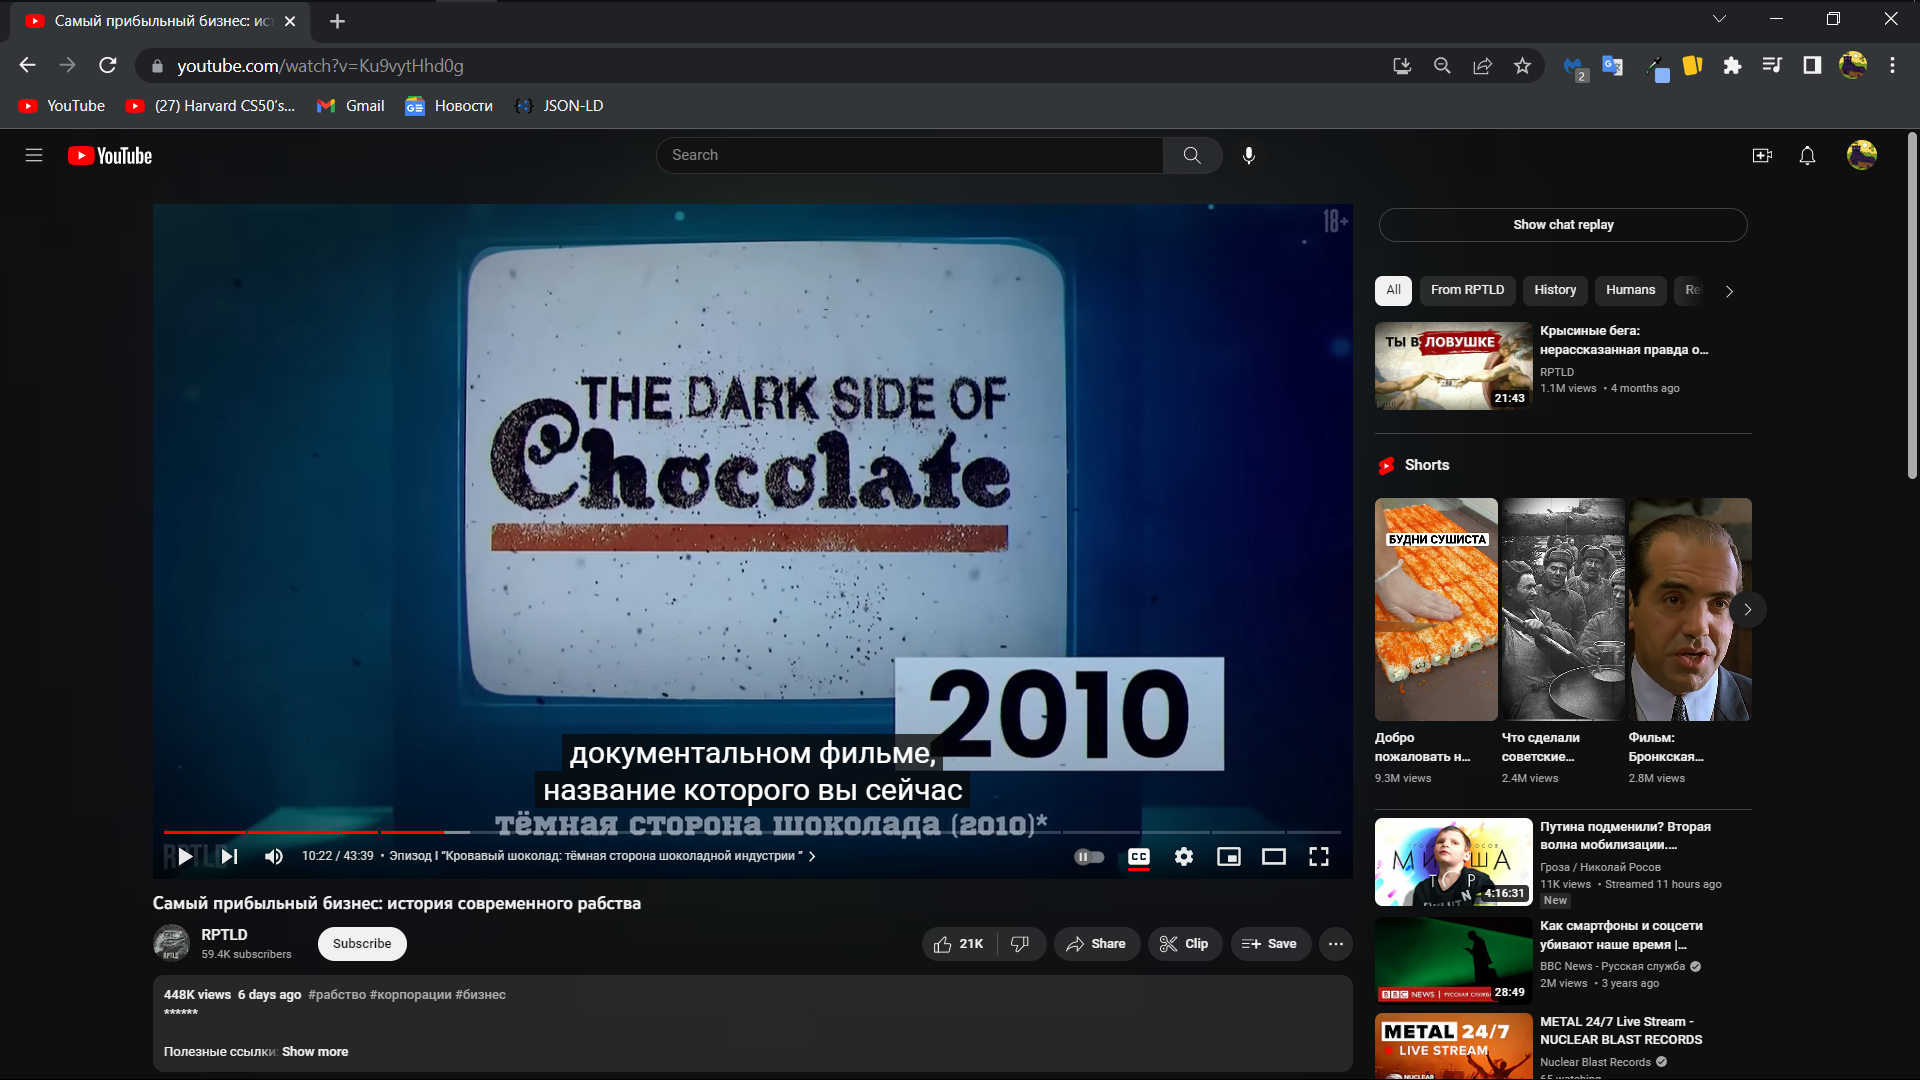 Самый прибыльный бизнес: ист
youtube.com/watch?v=Ku9vytHhd0g
2
YouTube
(27) Harvard CS50's...
Gmail
Новости
JSON-LD
YouTube
Search
18+
THE DARK SIDE OF
Chocolate
2010
документальном фильме,
название которого вы сейчас
тёмная сторона шоколада (2010)*
RPTLD
10:22 / 43:39 • Эпизод I “Кровавый шоколад: тёмная сторона шоколадной индустрии ”
CC
Самый прибыльный бизнес: история современного рабства
RPTLD
59.4K subscribers
Subscribe
21K
Share
Clip
Save
448K views 6 days ago #рабство #корпорации #бизнес
******
Полезные ссылки: Show more
Show chat replay
All
From RPTLD
History
Humans
Re
ТЫ В ЛОВУШКЕ
21:43
Крысиные бега:
нерассказанная правда о...
RPTLD
1.1M views • 4 months ago
Shorts
БУДНИ СУШИСТА
Добро
пожаловать н...
9.3M views
Что сделали
советские...
2.4M views
Фильм:
Бронкская...
2.8M views
4:16:31
Путина подменили? Вторая
волна мобилизации....
Гроза / Николай Росов
11K views • Streamed 11 hours ago
New
BBC NEWS
28:49
Как смартфоны и соцсети
убивают наше время |...
BBC News - Русская служба
2M views • 3 years ago
METAL 24/7
LIVE STREAM
NUCLEAR
METAL 24/7 Live Stream -
NUCLEAR BLAST RECORDS
Nuclear Blast Records